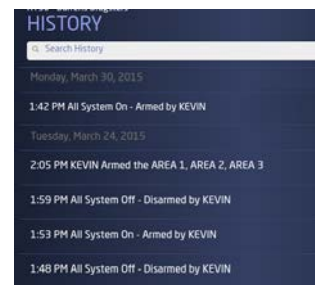 HISTORY
Search History
Monday, March 30, 2015
1:42 PM All System On - Armed by KEVIN
Tuesday, March 24, 2015
2:05 PM KEVIN Armed the AREA 1, AREA 2, AREA 3
1:59 PM All System Off - Disarmed by KEVIN
1:53 PM All System On - Armed by KEVIN
1:48 PM All System Off - Disarmed by KEVIN